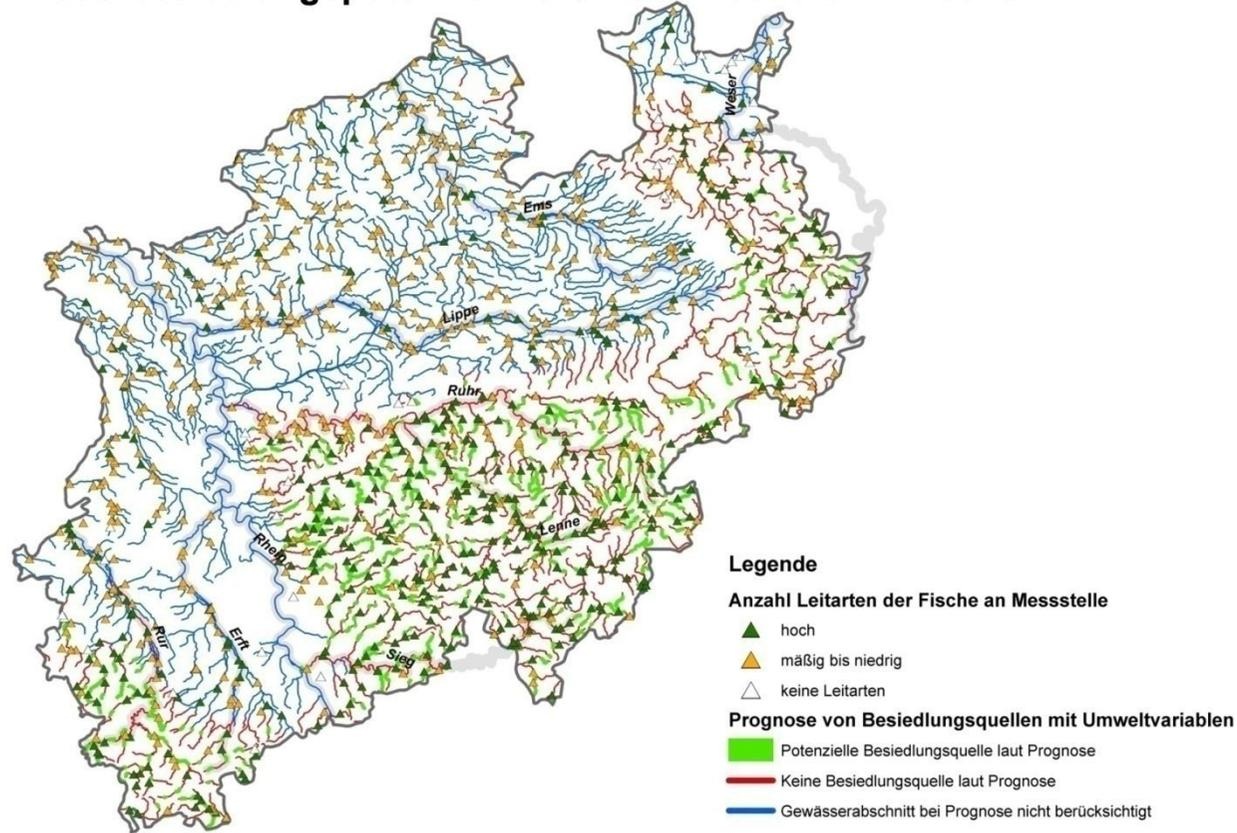 Weser
Ems
Lippe
Ruhr
Lenne
Rhein
Rur
Erft
Sieg
Legende
Anzahl Leitarten der Fische an Messstelle
hoch
mäßig bis niedrig
keine Leitarten
Prognose von Besiedlungsquellen mit Umweltvariablen
Potenzielle Besiedlungsquelle laut Prognose
Keine Besiedlungsquelle laut Prognose
Gewässerabschnitt bei Prognose nicht berücksichtigt